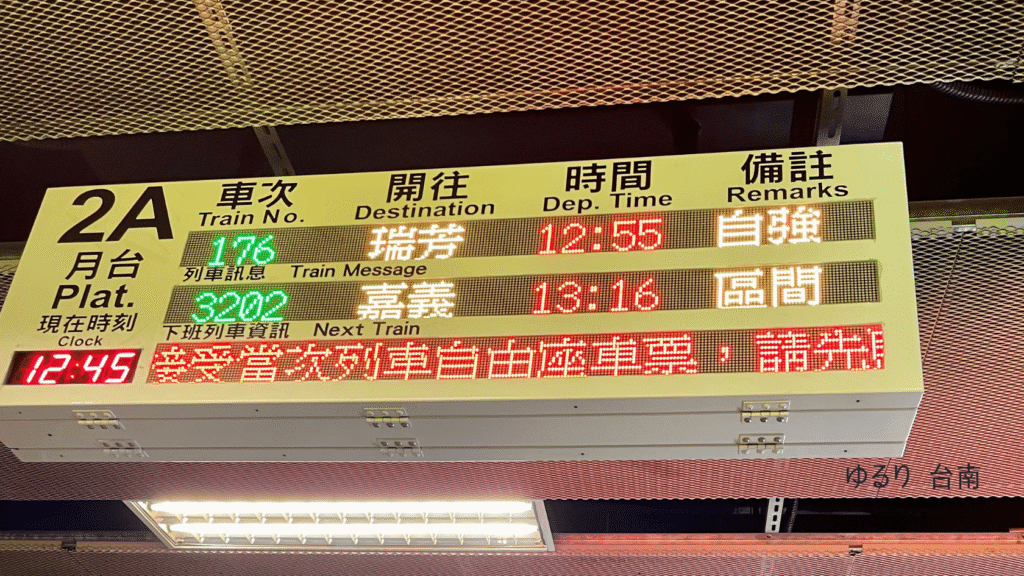 2A
月台
Plat.
現在時刻
Clock
12:45
車次 開往 時間 備註
Train No. Destination Dep. Time Remarks
176 瑞芳 12:55 自強
列車訊息 Train Message
3202 嘉義 13:16 區間
下班列車資訊 Next Train
受當次列車自由座車票，請先
ゆるり 台南